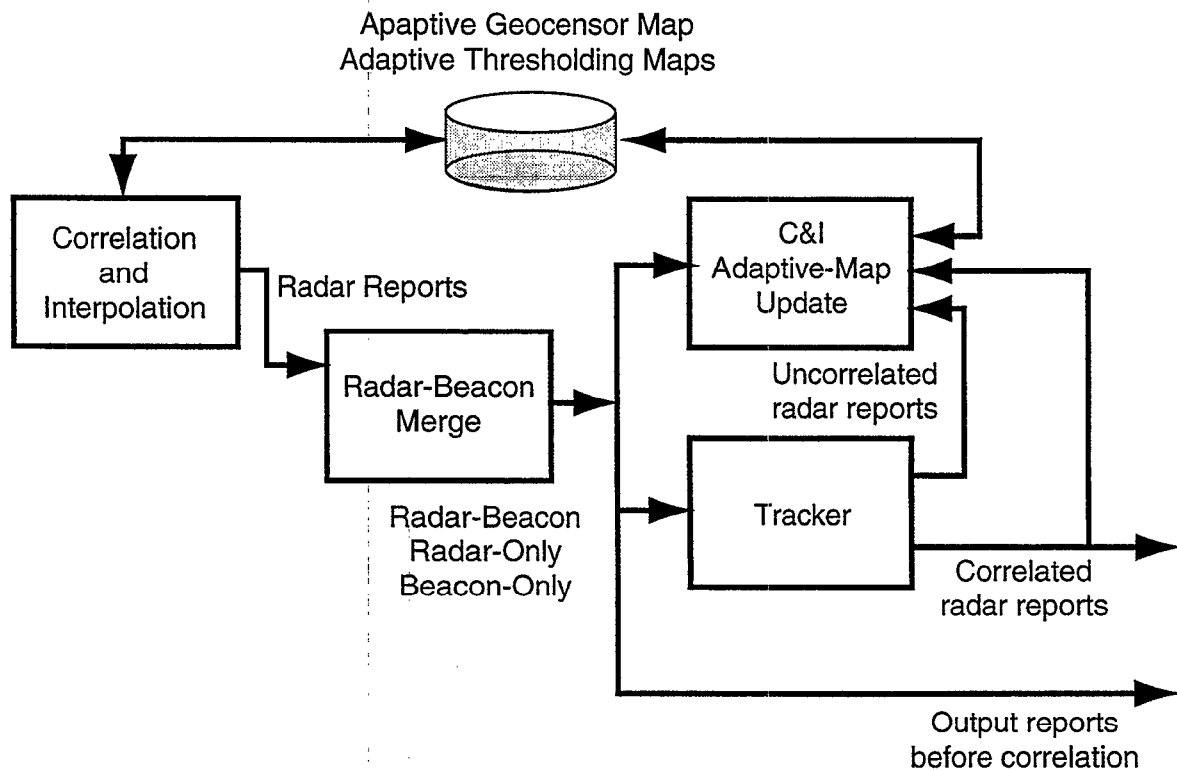 Apaptive Geocensor Map
Adaptive Thresholding Maps
Correlation
and
Interpolation
Radar Reports
Radar-Beacon
Merge
Radar-Beacon
Radar-Only
Beacon-Only
C&I
Adaptive-Map
Update
Uncorrelated
radar reports
Tracker
Correlated
radar reports
Output reports
before correlation